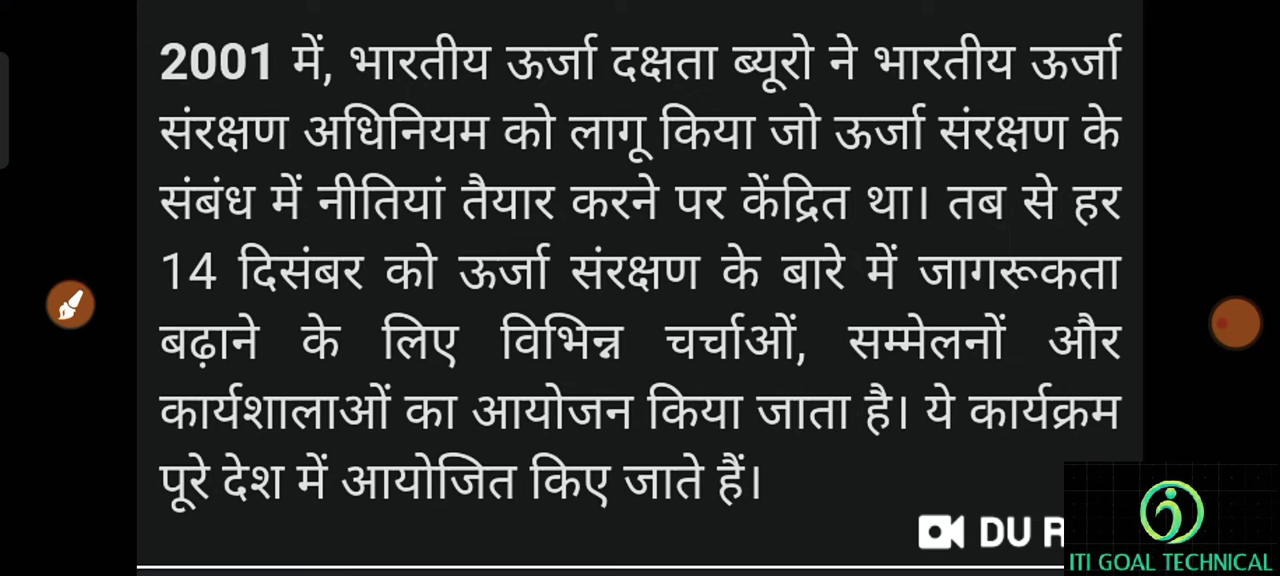 2001 में, भारतीय ऊर्जा दक्षता ब्यूरो ने भारतीय ऊर्जा
संरक्षण अधिनियम को लागू किया जो ऊर्जा संरक्षण के
संबंध में नीतियां तैयार करने पर केंद्रित था। तब से हर
14 दिसंबर को ऊर्जा संरक्षण के बारे में जागरूकता
बढ़ाने के लिए विभिन्न चर्चाओं, सम्मेलनों और
कार्यशालाओं का आयोजन किया जाता है। ये कार्यक्रम
पूरे देश में आयोजित किए जाते हैं।
DU
ITI GOAL TECHNICAL